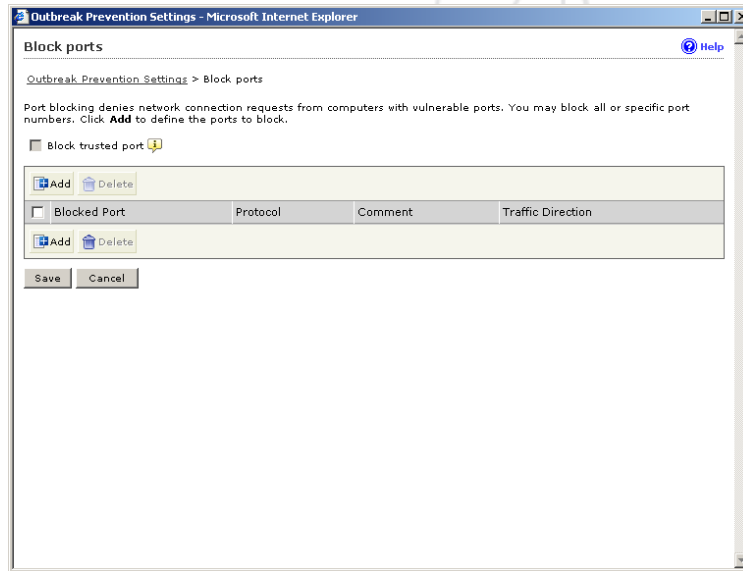 Outbreak Prevention Settings - Microsoft Internet Explorer
Block ports
Help
Outbreak Prevention Settings > Block ports
Port blocking denies network connection requests from computers with vulnerable ports. You may block all or specific port
numbers. Click Add to define the ports to block.
Block trusted port
Add Delete
Blocked Port Protocol Comment Traffic Direction
Add Delete
Save Cancel